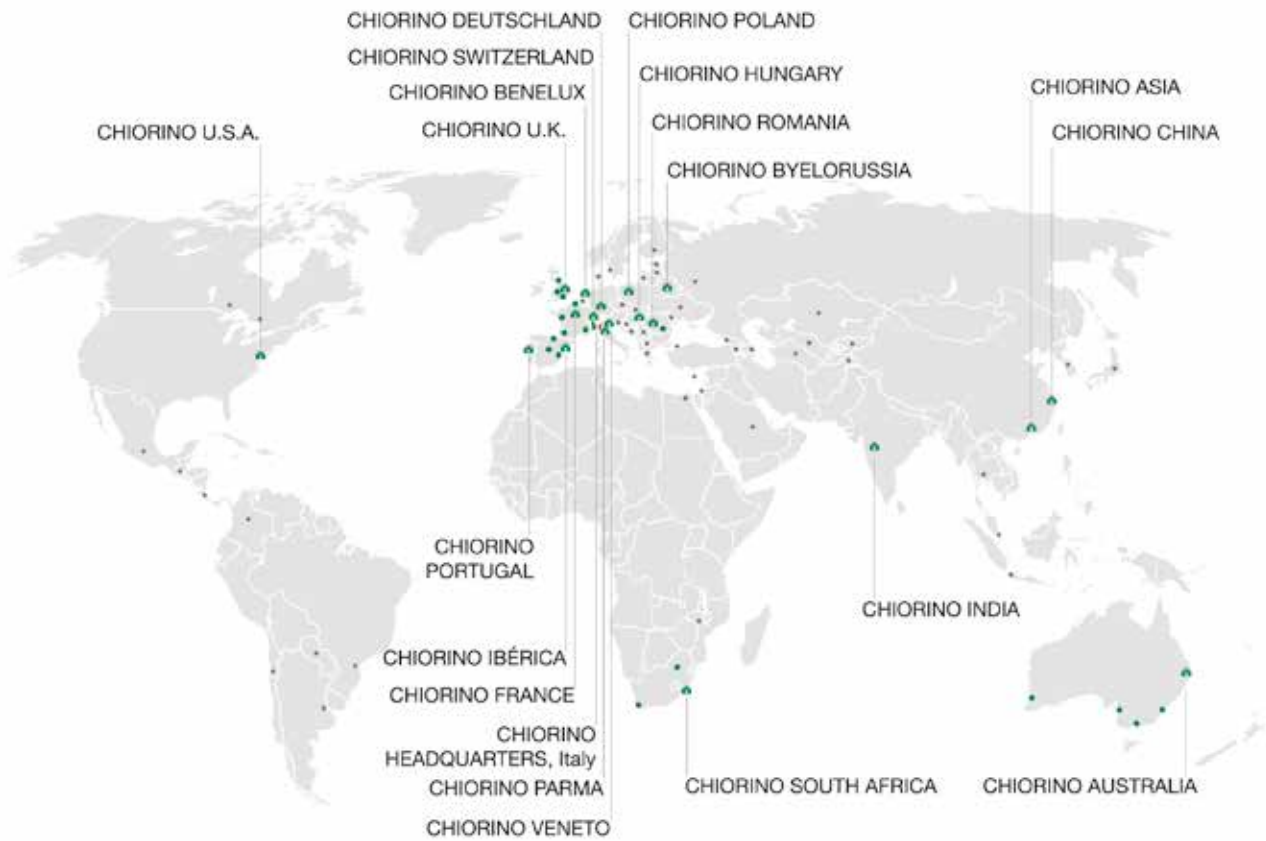 CHIORINO DEUTSCHLAND
CHIORINO POLAND
CHIORINO SWITZERLAND
CHIORINO HUNGARY
CHIORINO BENELUX
CHIORINO ASIA
CHIORINO U.S.A.
CHIORINO U.K.
CHIORINO ROMANIA
CHIORINO CHINA
CHIORINO BYELORUSSIA
CHIORINO
PORTUGAL
CHIORINO INDIA
CHIORINO IBÉRICA
CHIORINO FRANCE
CHIORINO
HEADQUARTERS, Italy
CHIORINO PARMA
CHIORINO SOUTH AFRICA
CHIORINO AUSTRALIA
CHIORINO VENETO